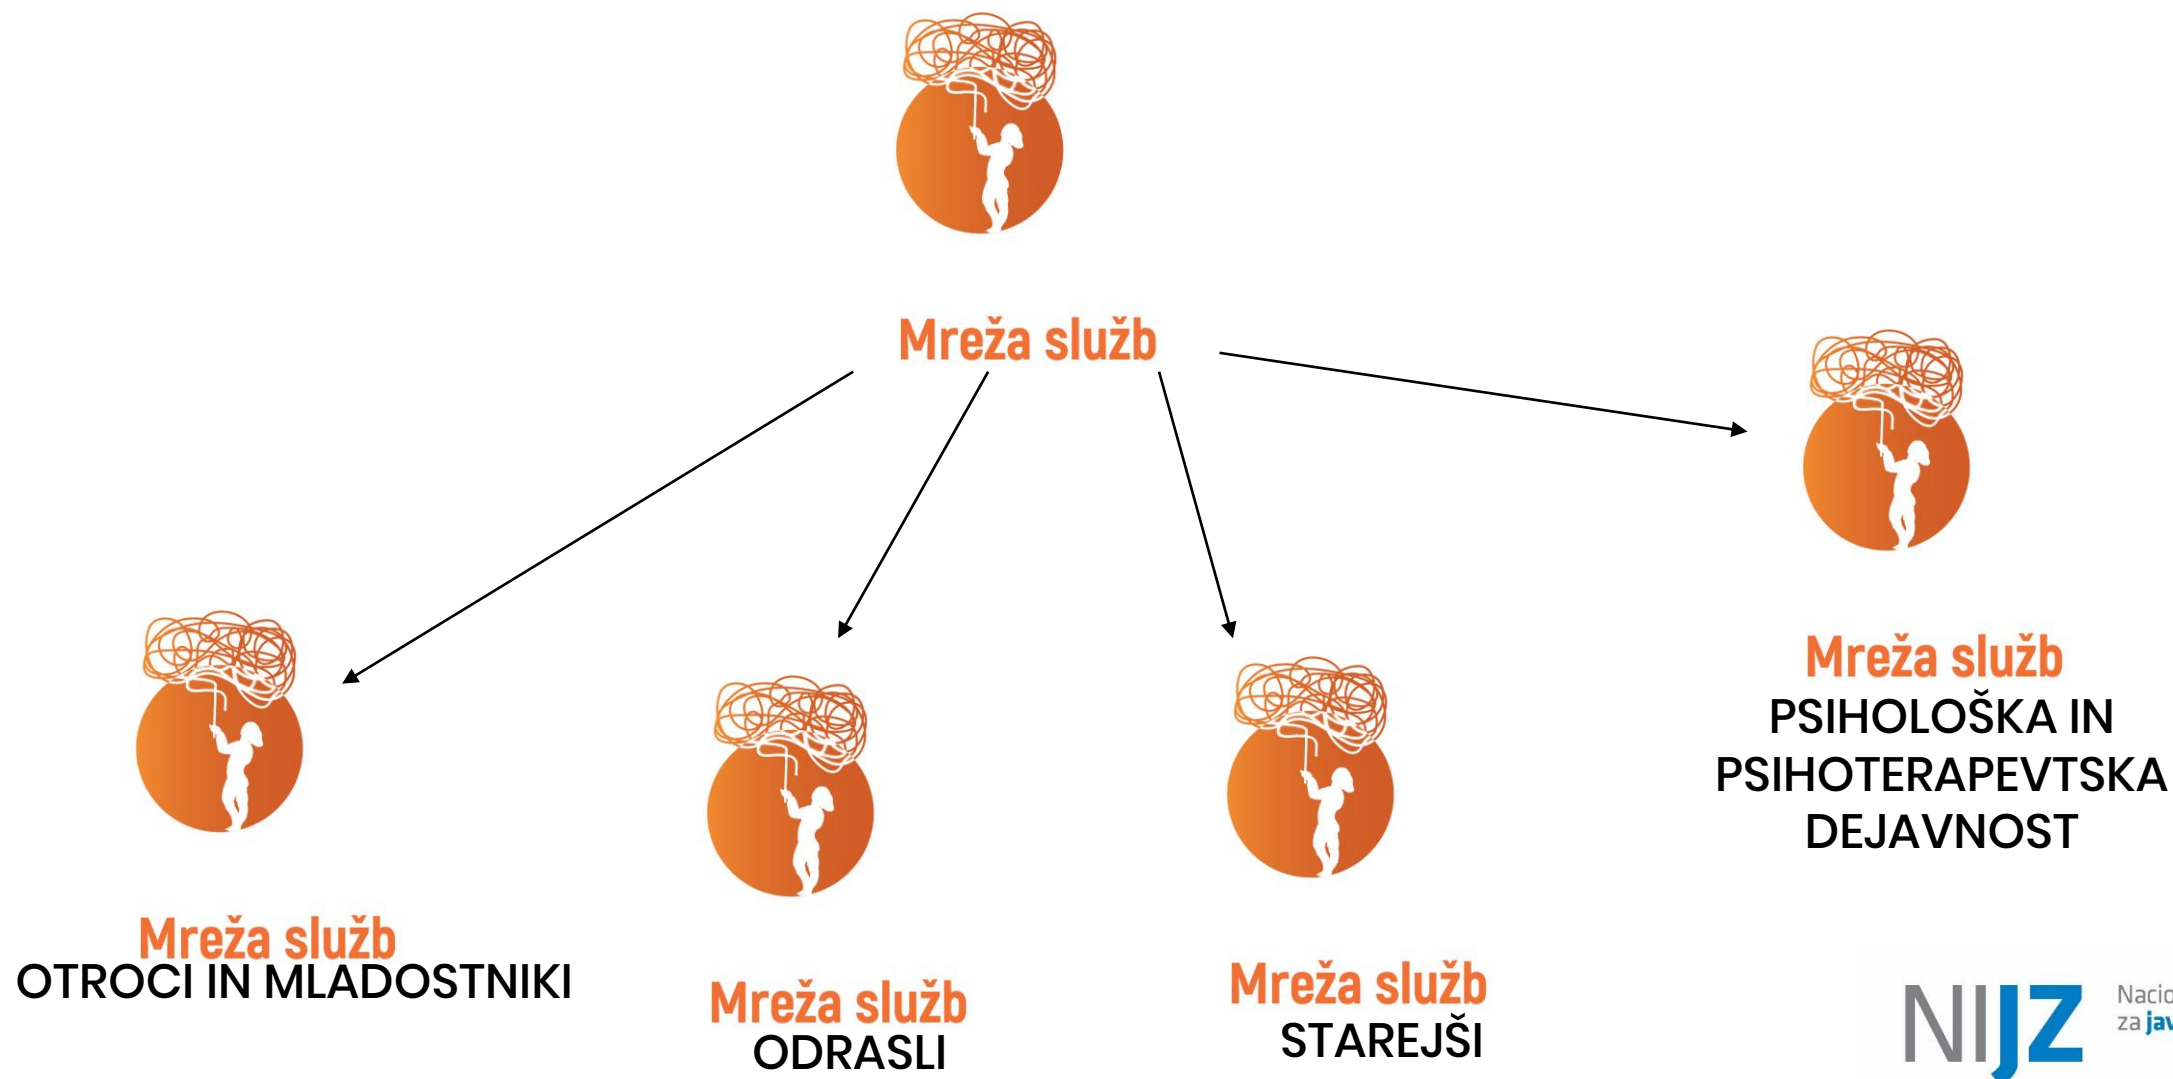 Mreža služb
Mreža služb
OTROCI IN MLADOSTNIKI
Mreža služb
ODRASLI
Mreža služb
STAREJŠI
Mreža služb
PSIHOLOŠKA IN
PSIHOTERAPEVTSKA
DEJAVNOST
NIJZ
za